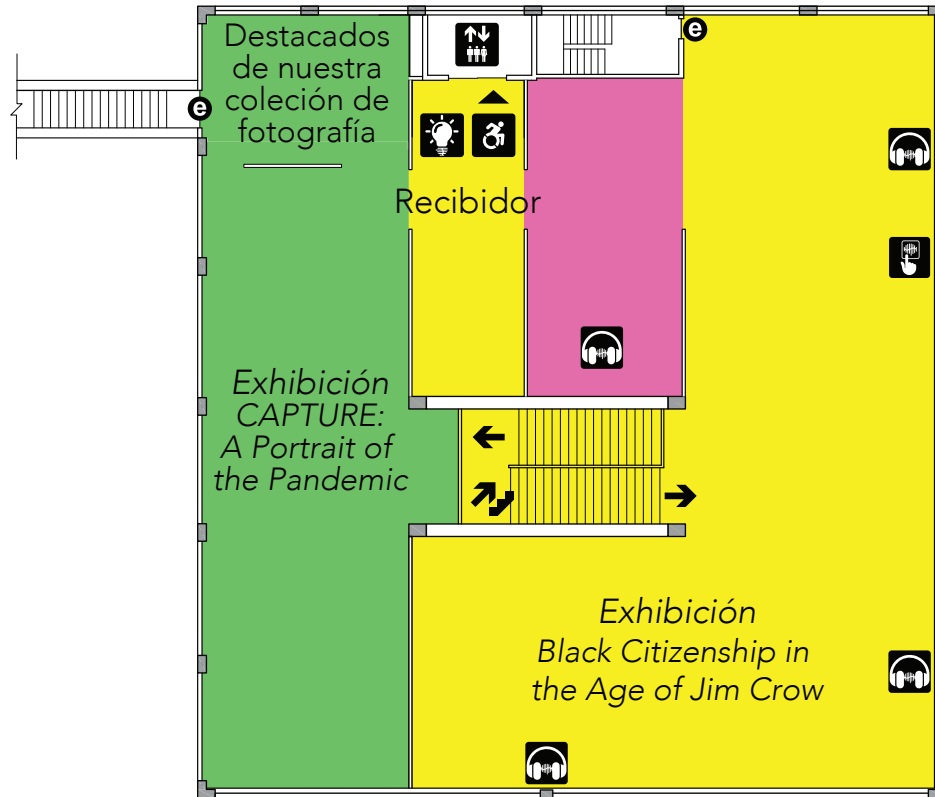 Destacados
de nuestra
coleción de
fotografía
e
e
Recibidor
Exhibición
CAPTURE:
A Portrait of
the Pandemic
Exhibición
Black Citizenship in
the Age of Jim Crow